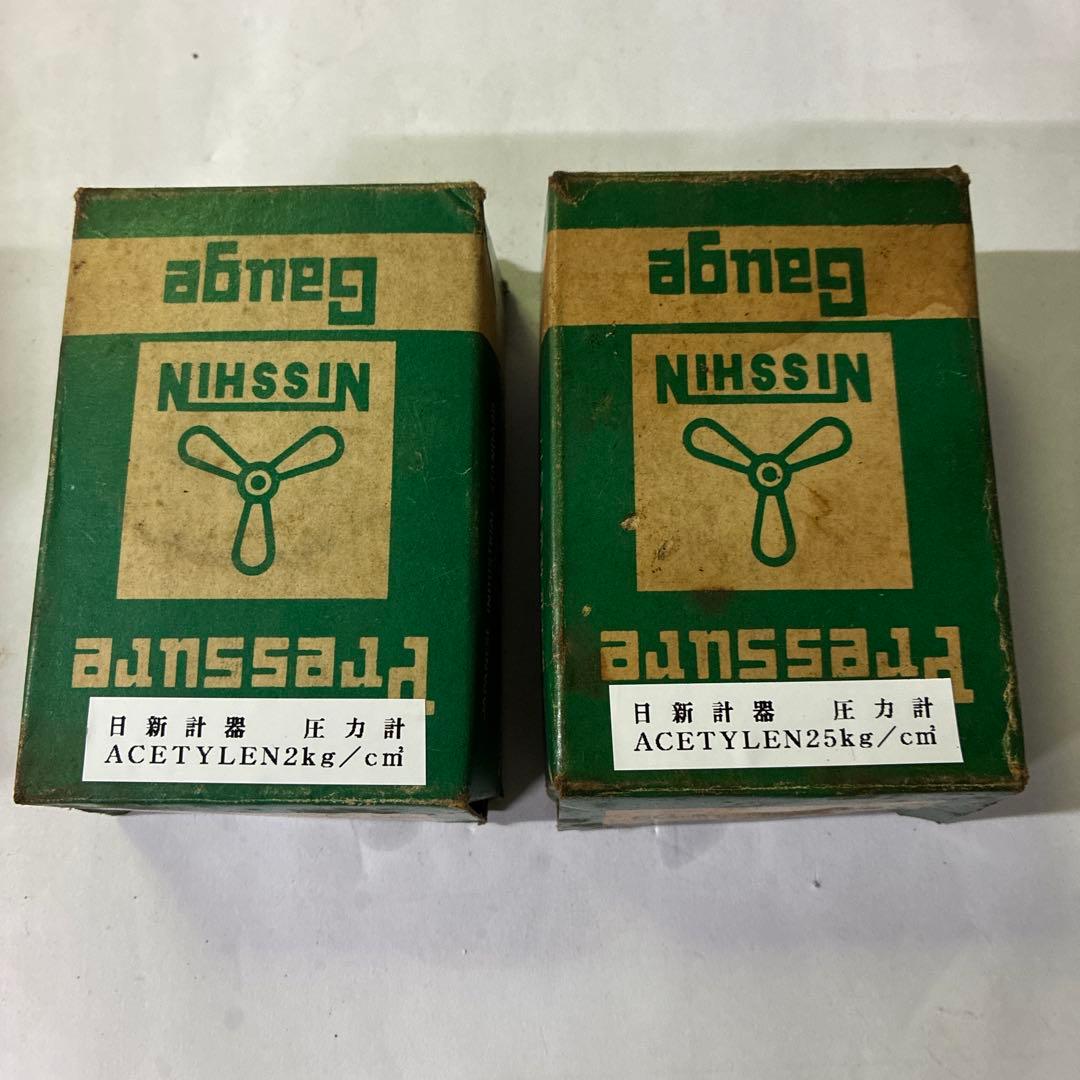 Pressure
NISSHIN
Gauge
日新計器 圧力計
ACETYLEN2kg/c㎡
Pressure
NISSHIN
Gauge
日新計器 圧力計
ACETYLEN25kg/c㎡